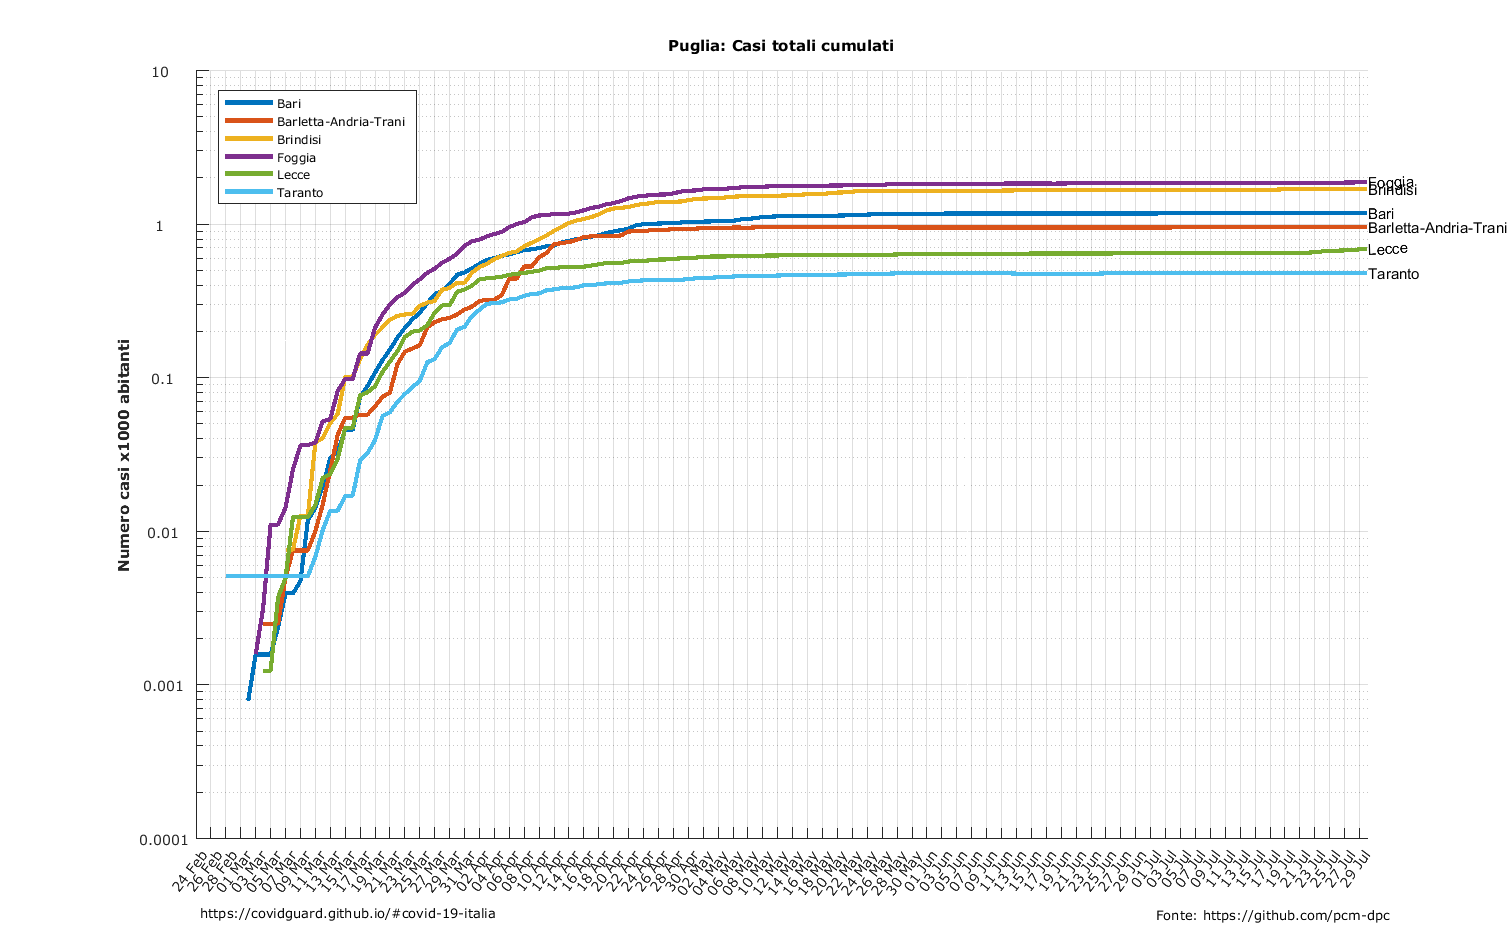 Puglia: Casi totali cumulati
10
1
0.1
0.01
0.001
0.0001
Numero casi x1000 abitanti
Bari
Barletta-Andria-Trani
Brindisi
Foggia
Lecce
Taranto
Foggia
Brindisi
Bari
Barletta-Andria-Trani
Lecce
Taranto
24 Feb
26 Feb
28 Feb
01 Mar
03 Mar
05 Mar
07 Mar
09 Mar
11 Mar
13 Mar
15 Mar
17 Mar
19 Mar
21 Mar
23 Mar
25 Mar
27 Mar
29 Mar
31 Mar
02 Apr
04 Apr
06 Apr
08 Apr
10 Apr
12 Apr
14 Apr
16 Apr
18 Apr
20 Apr
22 Apr
24 Apr
26 Apr
28 Apr
30 Apr
02 May
04 May
06 May
08 May
10 May
12 May
14 May
16 May
18 May
20 May
22 May
24 May
26 May
28 May
30 May
01 Jun
03 Jun
05 Jun
07 Jun
09 Jun
11 Jun
13 Jun
15 Jun
17 Jun
19 Jun
21 Jun
23 Jun
25 Jun
27 Jun
29 Jun
01 Jul
03 Jul
05 Jul
07 Jul
09 Jul
11 Jul
13 Jul
15 Jul
17 Jul
19 Jul
21 Jul
23 Jul
25 Jul
27 Jul
29 Jul
https://covidguard.github.io/#covid-19-italia
Fonte: https://github.com/pcm-dpc